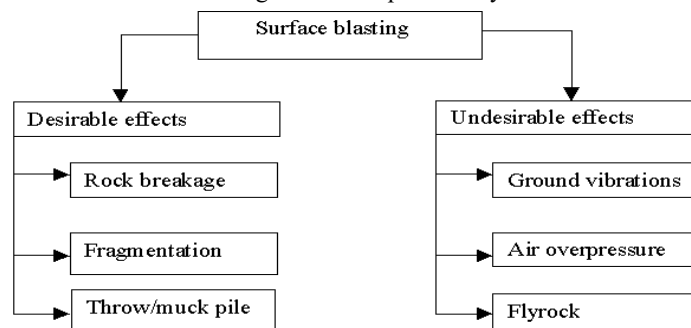 Surface blasting
Desirable effects
Rock breakage
Fragmentation
Throw/muck pile
Undesirable effects
Ground vibrations
Air overpressure
Flyrock